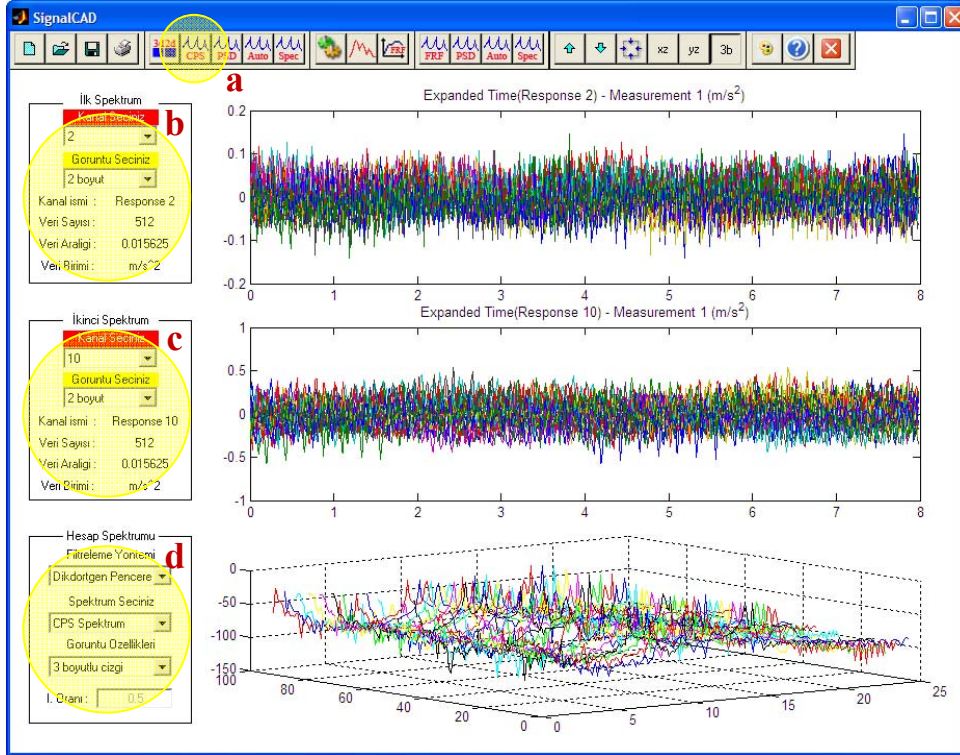 SignalCAD
3d2d CPS PSD Auto Spec FRF FRF PSD Auto Spec xz yz 3b
a
İlk Spektrum
Kanal Seciniz b
2
Goruntu Seciniz
2 boyut
Kanal ismi : Response 2
Veri Sayısı : 512
Veri Araligi : 0.015625
Veri Birimi : m/s^2
Expanded Time(Response 2) - Measurement 1 (m/s2)
0.2
0.1
0
-0.1
-0.2
0 1 2 3 4 5 6 7 8
İkinci Spektrum
Kanal Seciniz c
10
Goruntu Seciniz
2 boyut
Kanal ismi : Response 10
Veri Sayısı : 512
Veri Araligi : 0.015625
Veri Birimi : m/s^2
Expanded Time(Response 10) - Measurement 1 (m/s2)
1
0.5
0
-0.5
-1
0 1 2 3 4 5 6 7 8
Hesap Spektrumu
Filtreleme Yontemi d
Dikdortgen Pencere
Spektrum Seciniz
CPS Spektrum
Goruntu Ozellikleri
3 boyutlu cizgi
I. Oranı : 0.5
0
-50
-100
-150
100 80 60 40 20 0
0 5 10 15 20 25